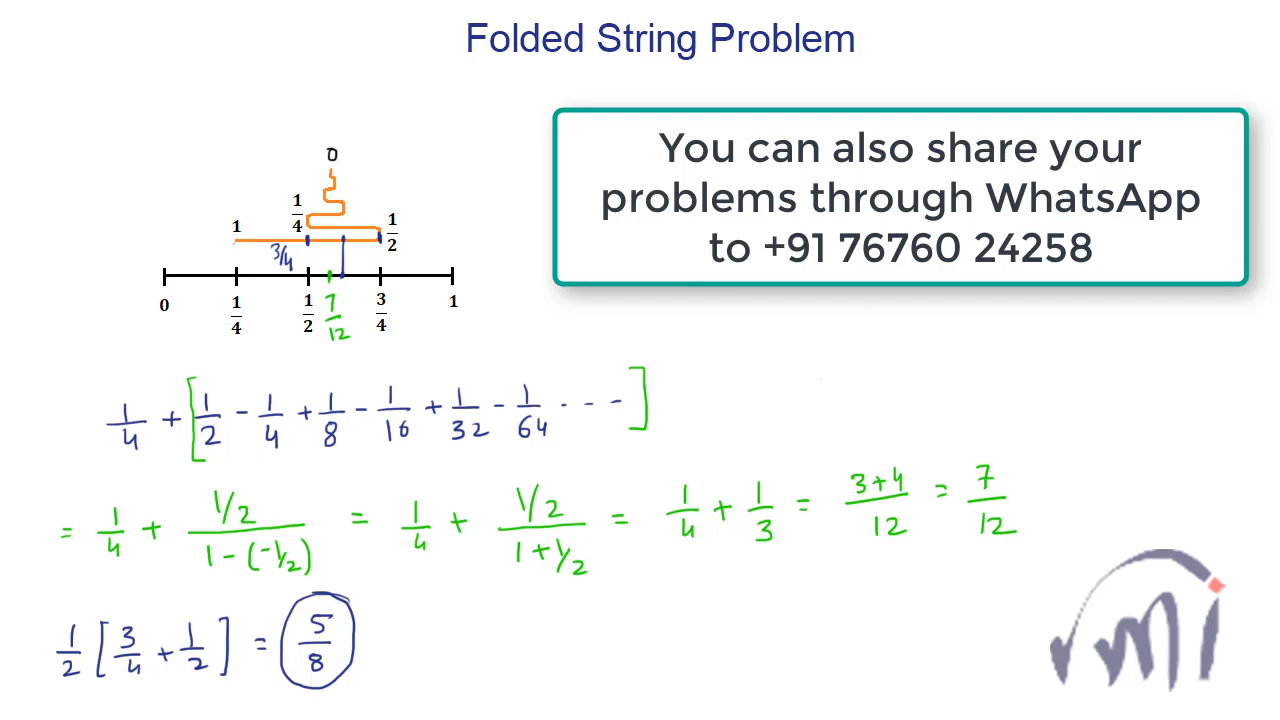 Folded String Problem
You can also share your
problems through WhatsApp
to +91 76760 24258
0
1 1/4 1/2
3/4
0 1/4 1/2 7/12 3/4 1
1/4 + [1/2 - 1/4 + 1/8 - 1/16 + 1/32 - 1/64 - - - -]
= 1/4 + (1/2)/(1-(-1/2)) = 1/4 + (1/2)/(1+1/2) = 1/4 + 1/3 = (3+4)/12 = 7/12
1/2 [3/4 + 1/2] = 5/8
rmi